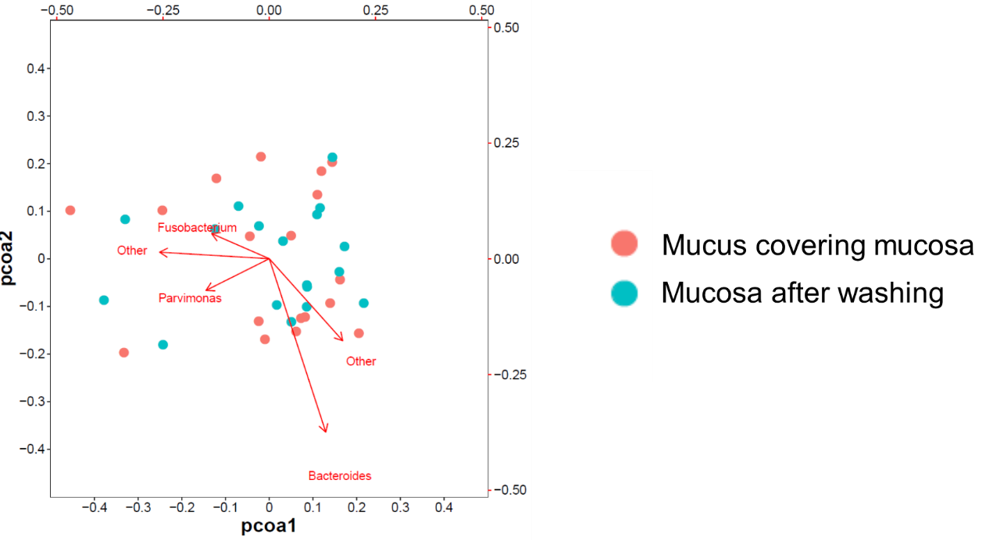 −0.50 −0.25 0.00 0.25 0.50
0.50
0.4
0.3
0.25
0.2
0.1
Fusobacterium
Other
0
0.00
pcoa2
Parvimonas
−0.1
−0.2
Other
−0.25
−0.3
−0.4
Bacteroides
−0.50
−0.4 −0.3 −0.2 −0.1 0 0.1 0.2 0.3 0.4
pcoa1
Mucus covering mucosa
Mucosa after washing